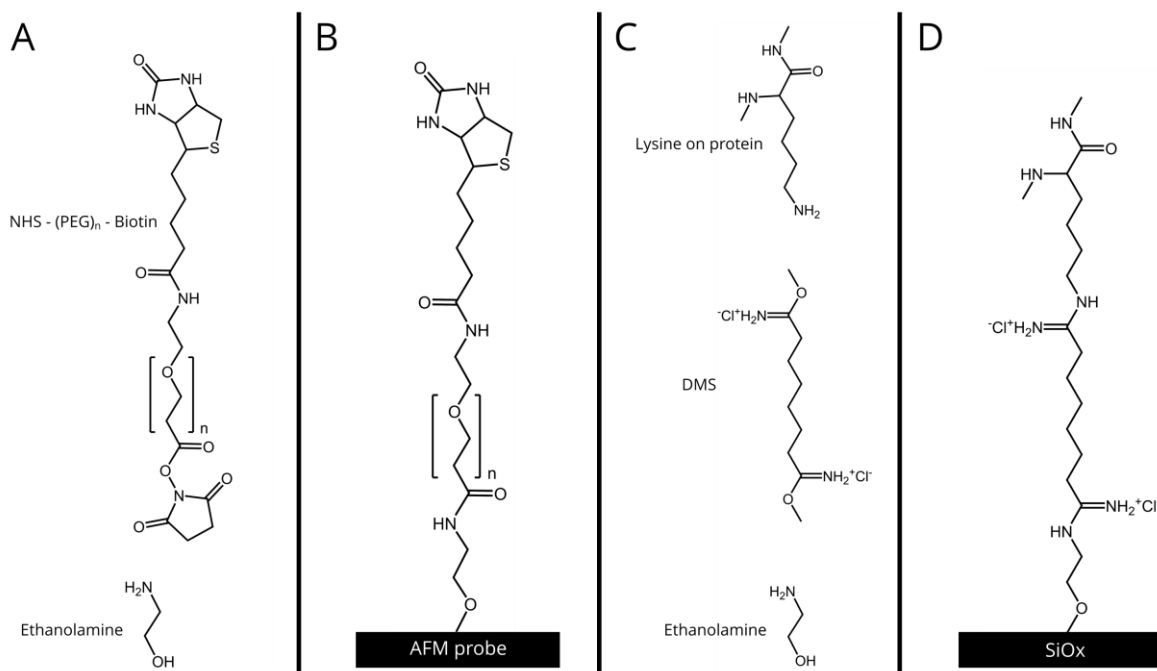 A
O
NH
HN
S
NHS - (PEG)n - Biotin
O
NH
O
n
O
O
N
O
O
H₂N
Ethanolamine
OH
B
O
NH
HN
S
O
NH
O
n
O
HN
O
AFM probe
C
HN
O
HN
Lysine on protein
NH₂
O
⁻Cl⁺H₂N
DMS
NH₂⁺Cl⁻
O
H₂N
Ethanolamine
OH
D
HN
O
HN
NH
⁻Cl⁺H₂N
NH₂⁺Cl
HN
O
SiOx